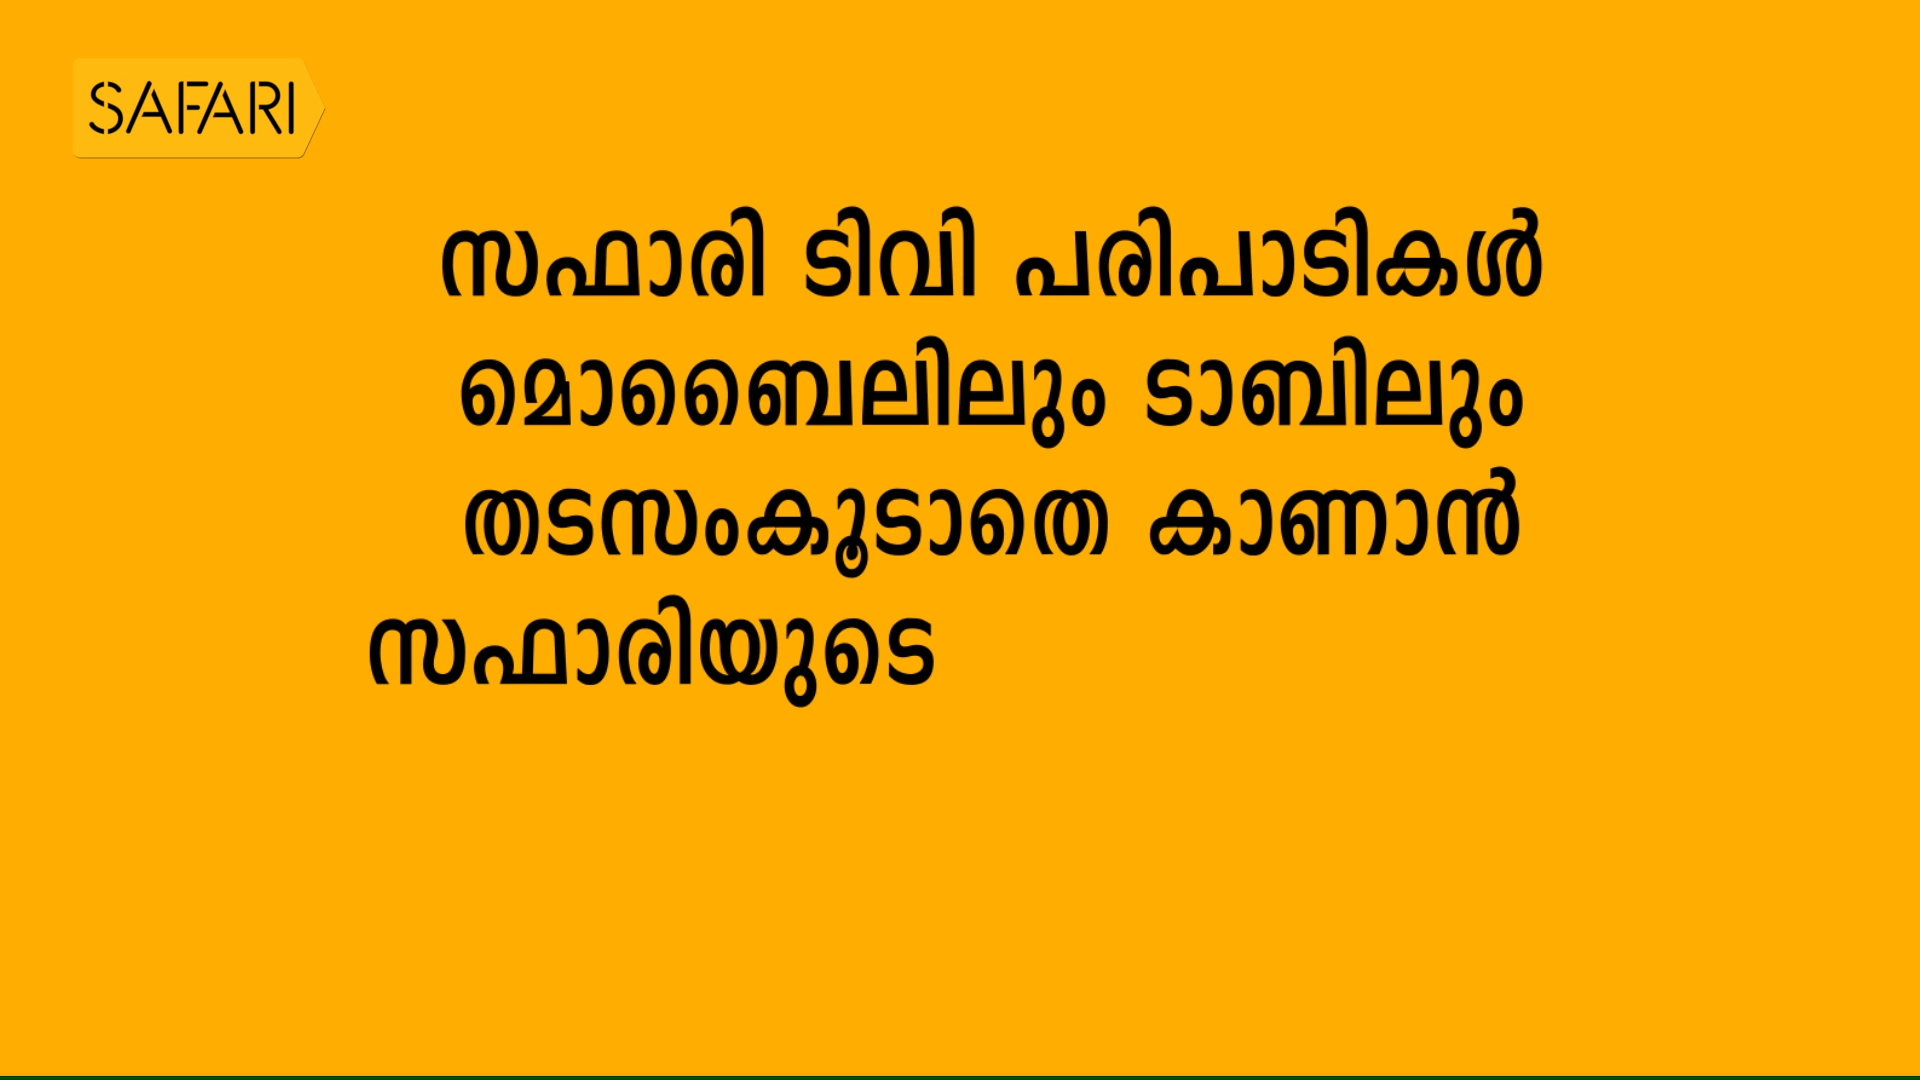 SAFARI
സഫാരി ടിവി പരിപാടികൾ
മൊബൈലിലും ടാബിലും
തടസംകൂടാതെ കാണാൻ
സഫാരിയുടെ